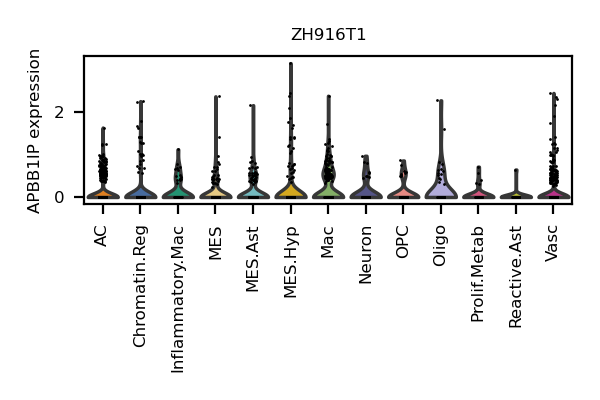 ZH916T1
APBB1IP expression
2
0
AC
Chromatin.Reg
Inflammatory.Mac
MES
MES.Ast
MES.Hyp
Mac
Neuron
OPC
Oligo
Prolif.Metab
Reactive.Ast
Vasc